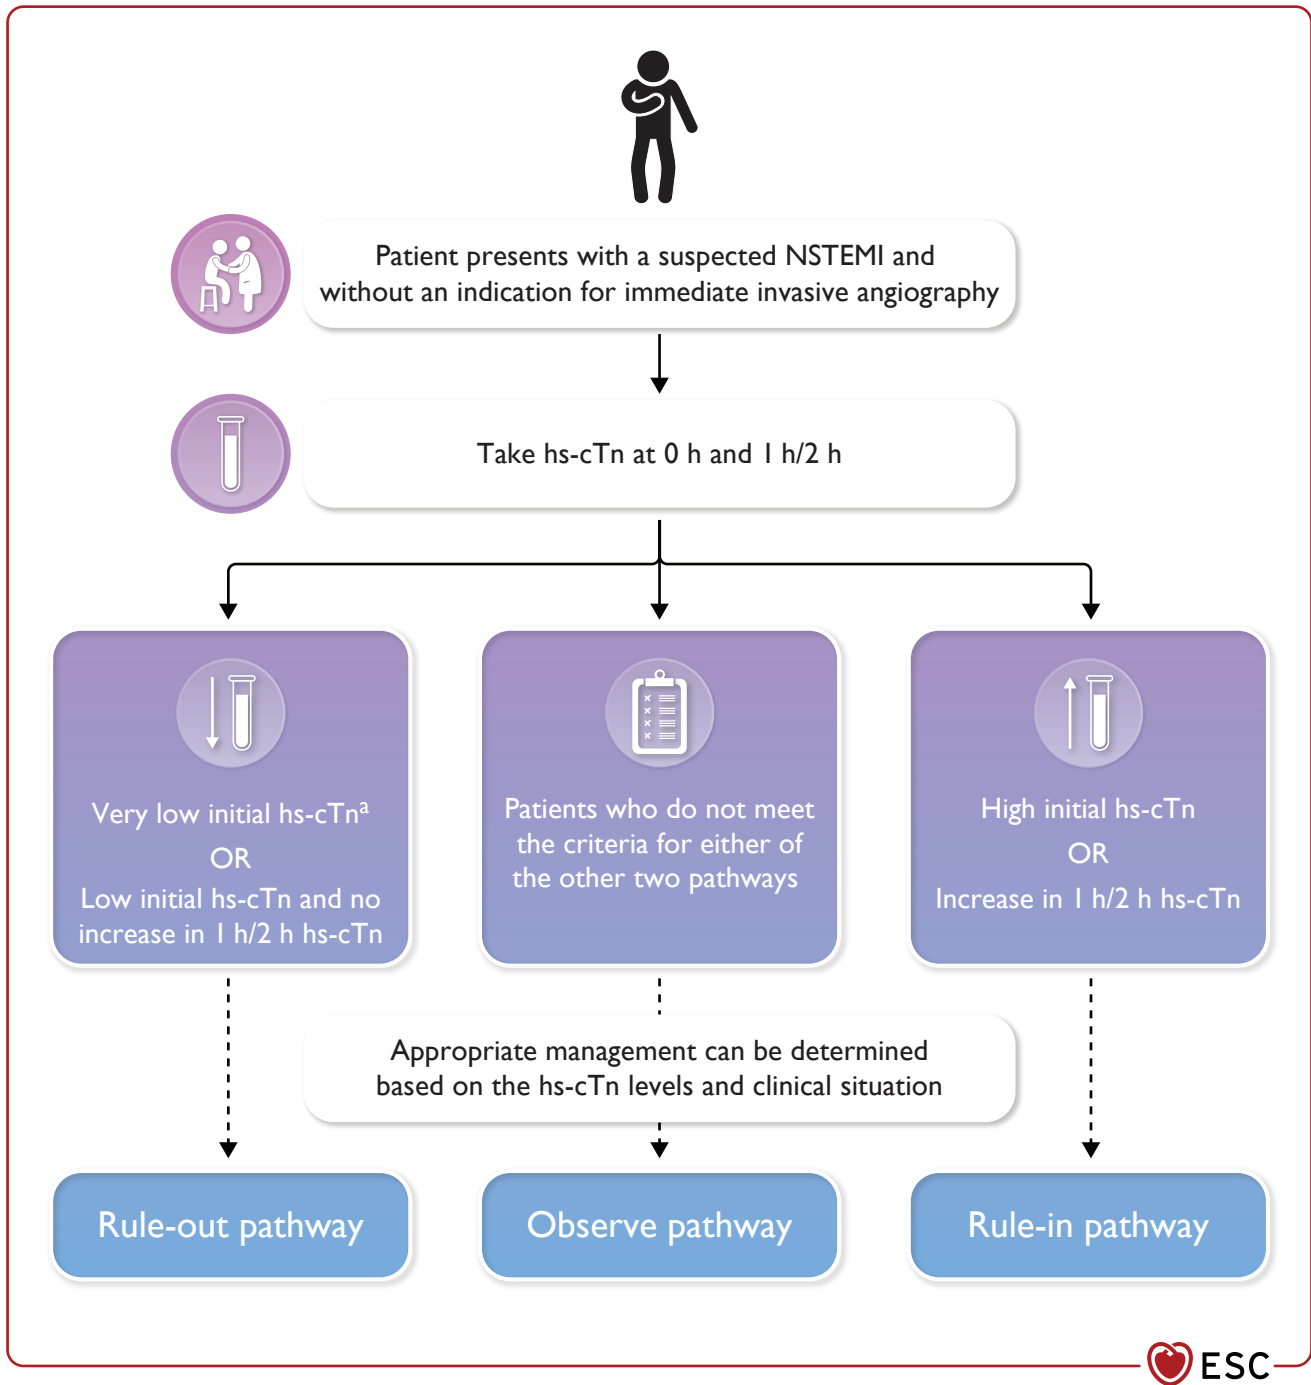 Patient presents with a suspected NSTEMI and
without an indication for immediate invasive angiography
Take hs-cTn at 0 h and 1 h/2 h
Very low initial hs-cTnᵃ
OR
Low initial hs-cTn and no
increase in 1 h/2 h hs-cTn
Patients who do not meet
the criteria for either of
the other two pathways
High initial hs-cTn
OR
Increase in 1 h/2 h hs-cTn
Appropriate management can be determined
based on the hs-cTn levels and clinical situation
Rule-out pathway
Observe pathway
Rule-in pathway
ESC